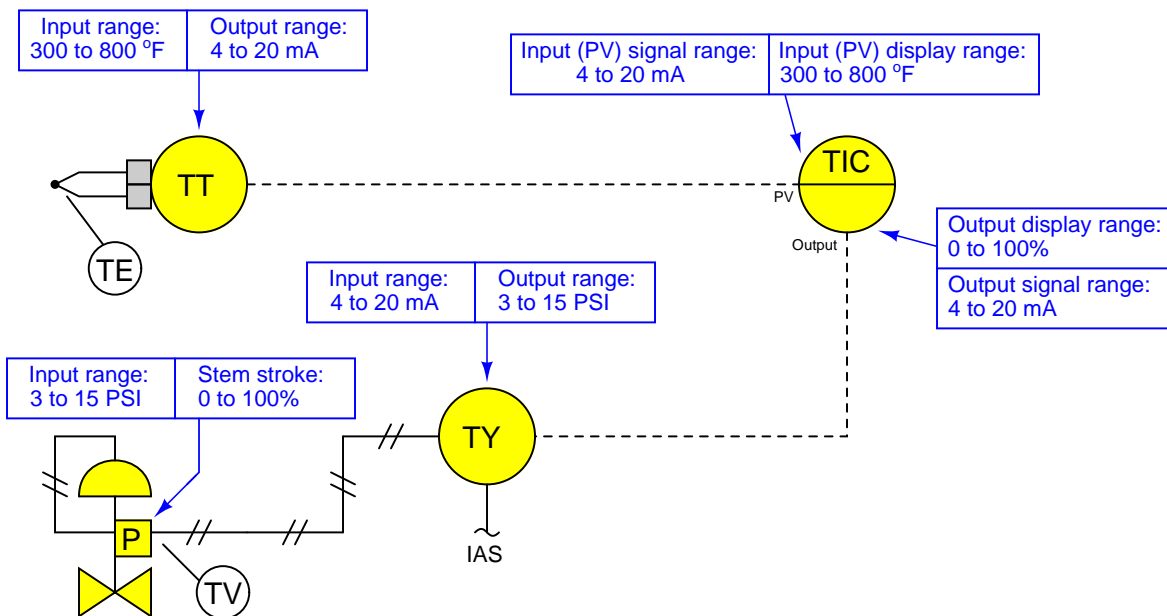 Input range:
300 to 800 °F
Output range:
4 to 20 mA
Input (PV) signal range:
4 to 20 mA
Input (PV) display range:
300 to 800 °F
TT
TIC
PV
TE
Output
Output display range:
0 to 100%
Output signal range:
4 to 20 mA
Input range:
4 to 20 mA
Output range:
3 to 15 PSI
Input range:
3 to 15 PSI
Stem stroke:
0 to 100%
TY
P
IAS
TV